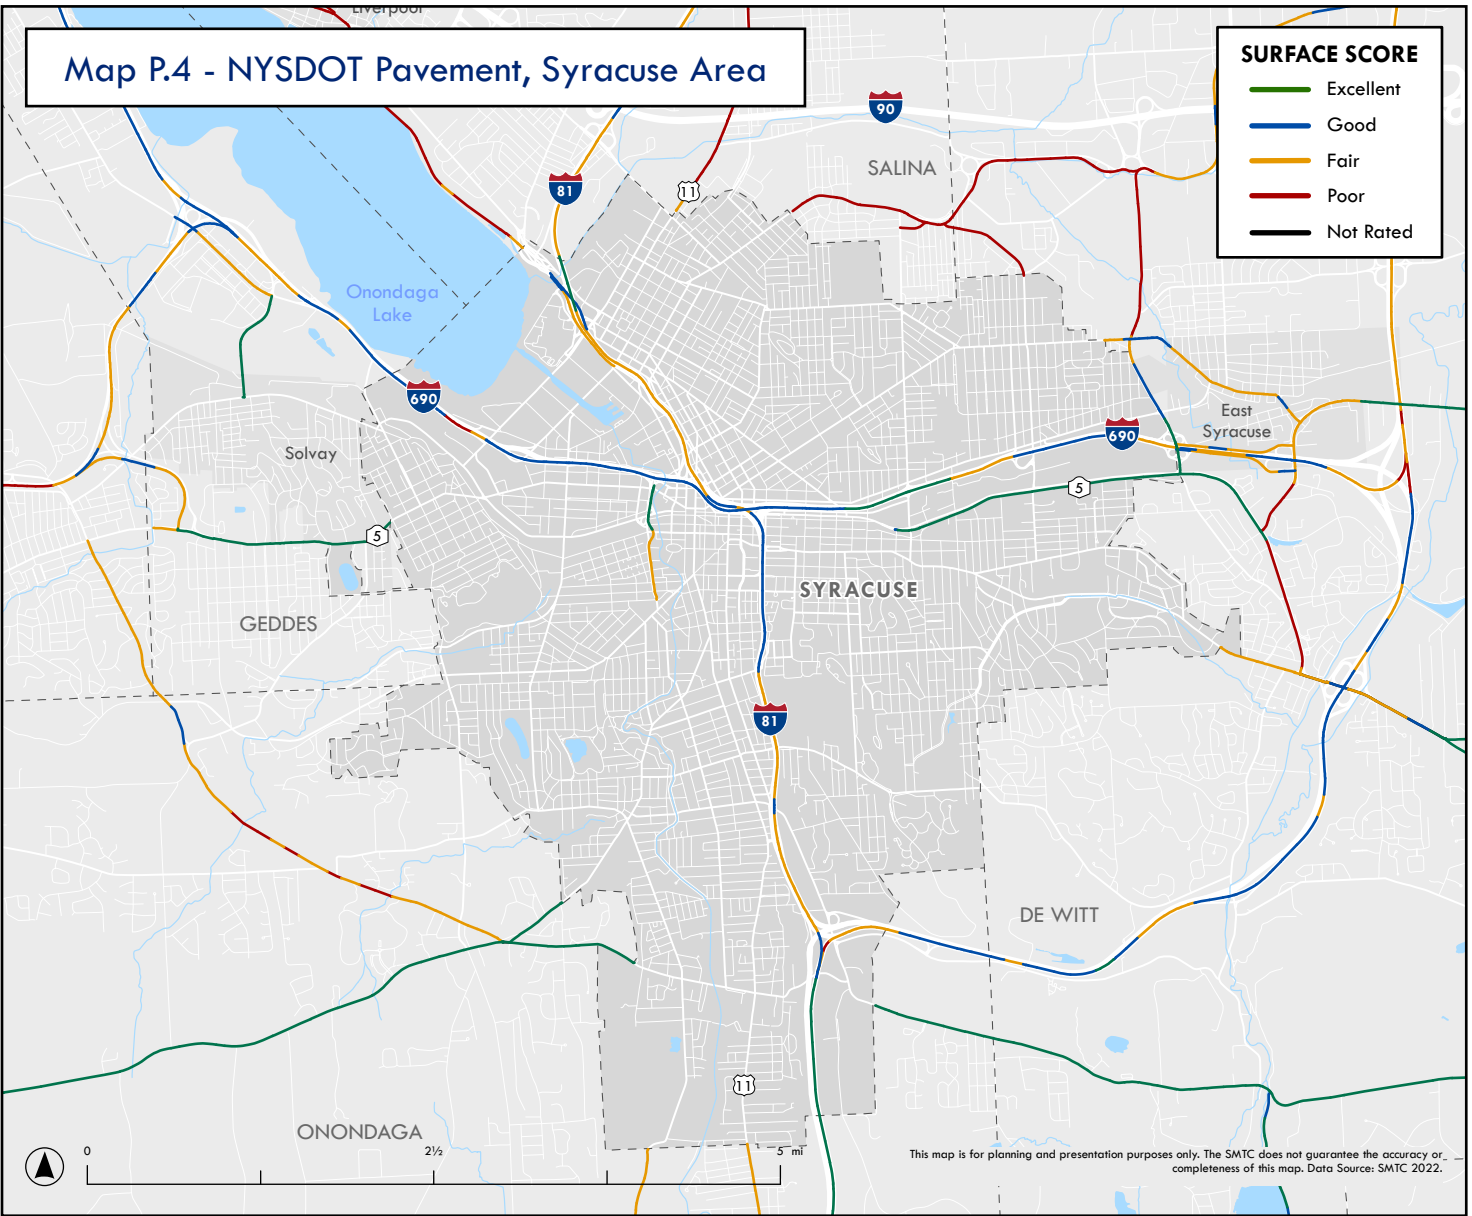 Liverpool
Map P.4 - NYSDOT Pavement, Syracuse Area
SURFACE SCORE
Excellent
Good
Fair
Poor
Not Rated
90
SALINA
81
11
Onondaga
Lake
690
East
Syracuse
690
Solvay
5
5
SYRACUSE
GEDDES
81
DE WITT
11
ONONDAGA
0
2½
5 mi
This map is for planning and presentation purposes only. The SMTC does not guarantee the accuracy or
completeness of this map. Data Source: SMTC 2022.